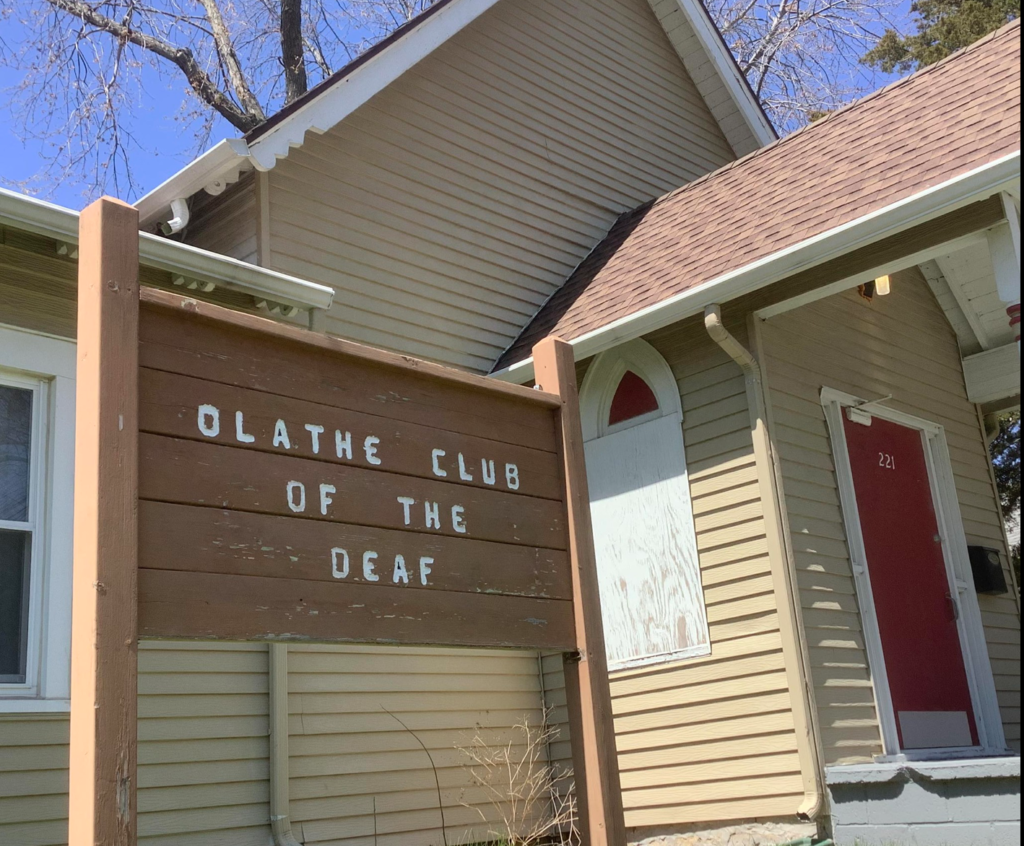 OLATHE CLUB
OF THE
DEAF
221